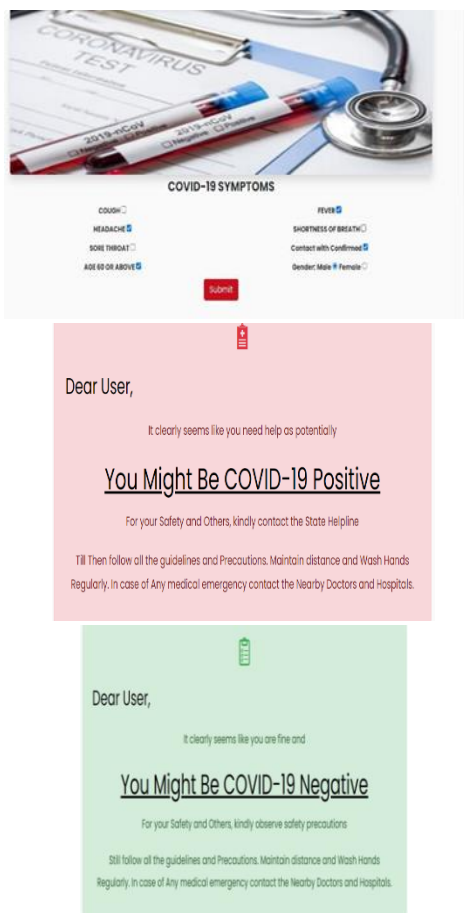 CORONAVIRUS
TEST
2019-nCoV
Negative Positive
2019-nCoV
Negative Positive
COVID-19 SYMPTOMS
COUGH
FEVER
HEADACHE
SHORTNESS OF BREATH
SORE THROAT
Contact with Confirmed
AGE 60 OR ABOVE
Gender: Male Female
Submit
Dear User,
It clearly seems like you need help as potentially
You Might Be COVID-19 Positive
For your Safety and Others, kindly contact the State Helpline
Till Then follow all the guidelines and Precautions. Maintain distance and Wash Hands
Regularly. In case of Any medical emergency contact the Nearby Doctors and Hospitals.
Dear User,
It clearly seems like you are fine and
You Might Be COVID-19 Negative
For your Safety and Others, kindly observe safety precautions
Still follow all the guidelines and Precautions. Maintain distance and Wash Hands
Regularly. In case of Any medical emergency contact the Nearby Doctors and Hospitals.